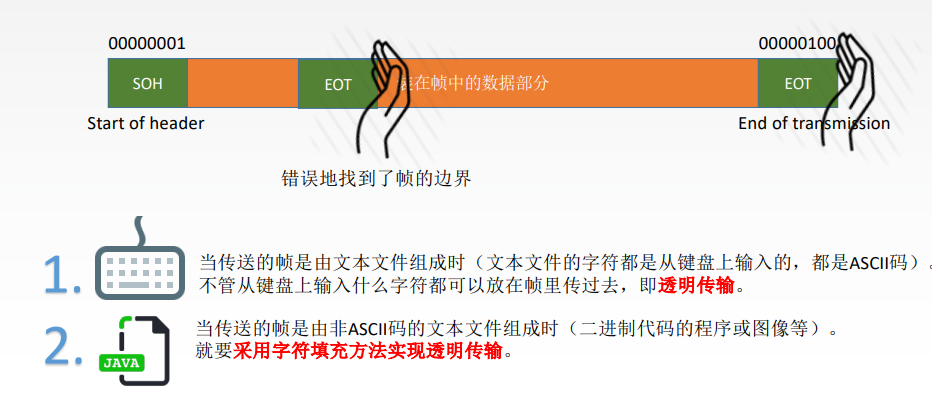 00000001
00000100
SOH
EOT
装在帧中的数据部分
EOT
Start of header
End of transmission
错误地找到了帧的边界
1.
当传送的帧是由文本文件组成时（文本文件的字符都是从键盘上输入的，都是ASCII码）。
不管从键盘上输入什么字符都可以放在帧里传过去，即透明传输。
2.
JAVA
当传送的帧是由非ASCII码的文本文件组成时（二进制代码的程序或图像等）。
就要采用字符填充方法实现透明传输。